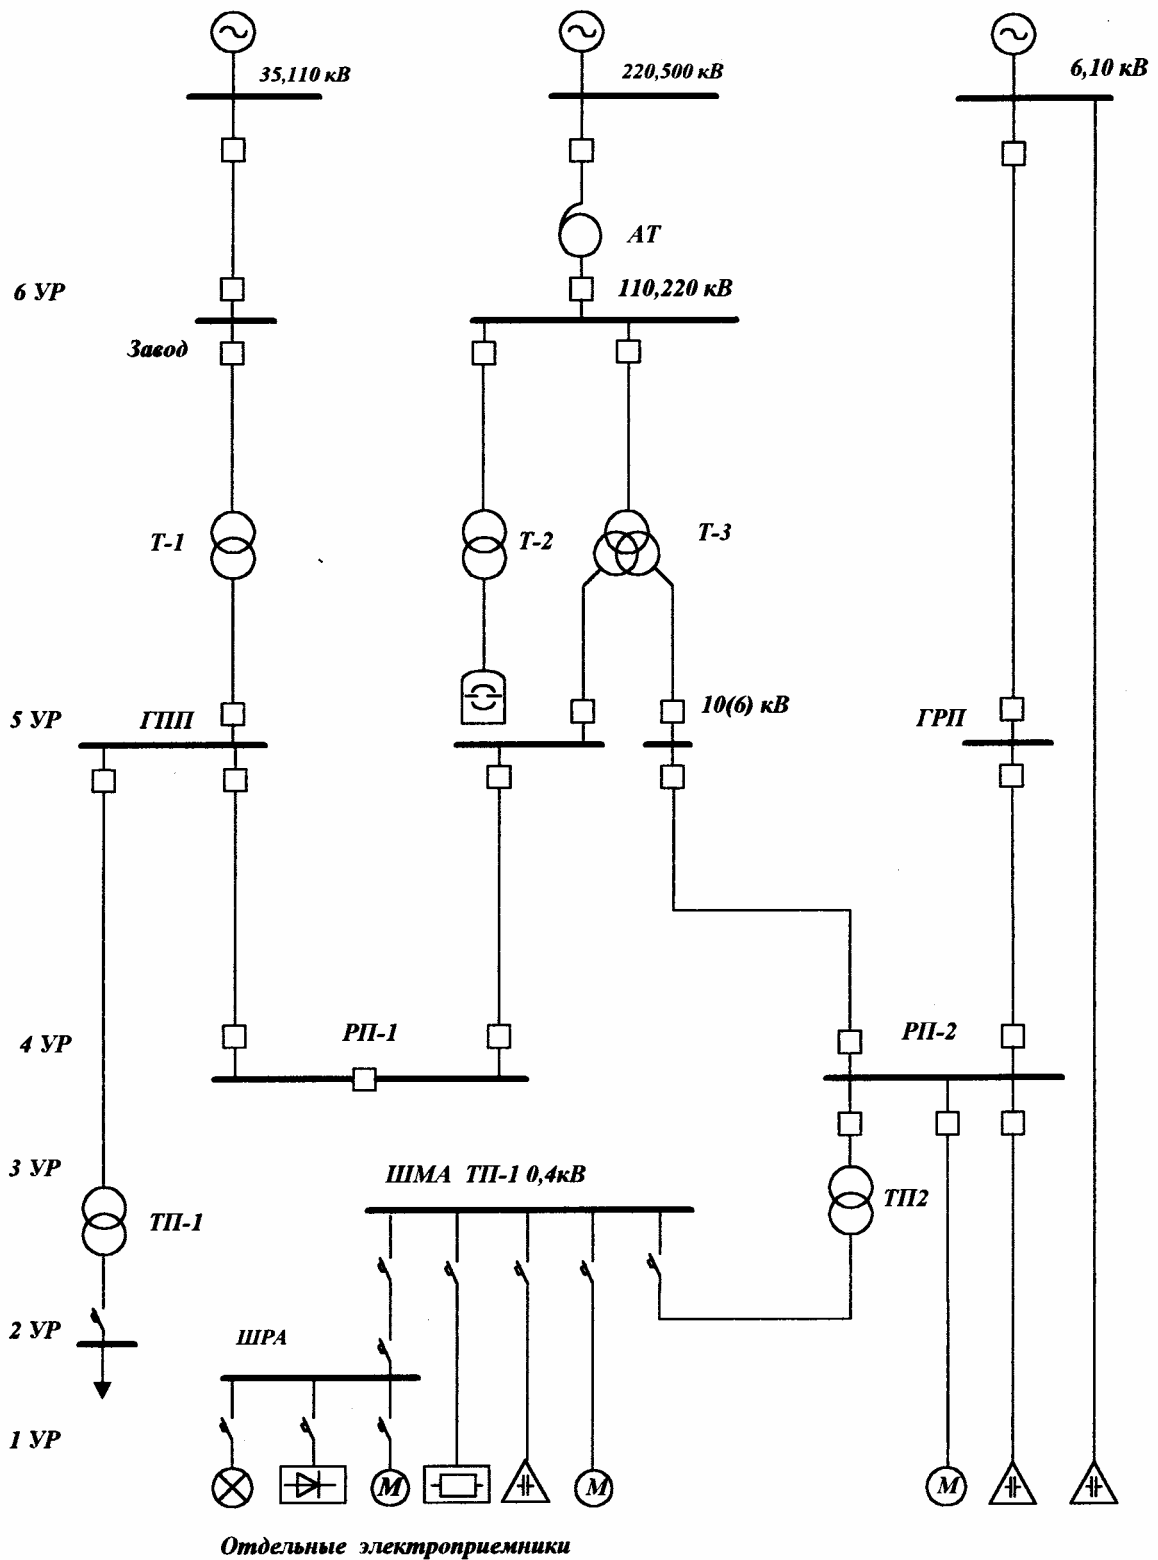 35,110 кВ
220,500 кВ
6,10 кВ
АТ
6 УР
110,220 кВ
Завод
Т-1
Т-2
Т-3
5 УР
ГПП
10(6) кВ
ГРП
4 УР
РП-1
РП-2
3 УР
ШМА ТП-1 0,4кВ
ТП-1
ТП2
2 УР
ШРА
1 УР
М
М
М
Отдельные электроприемники